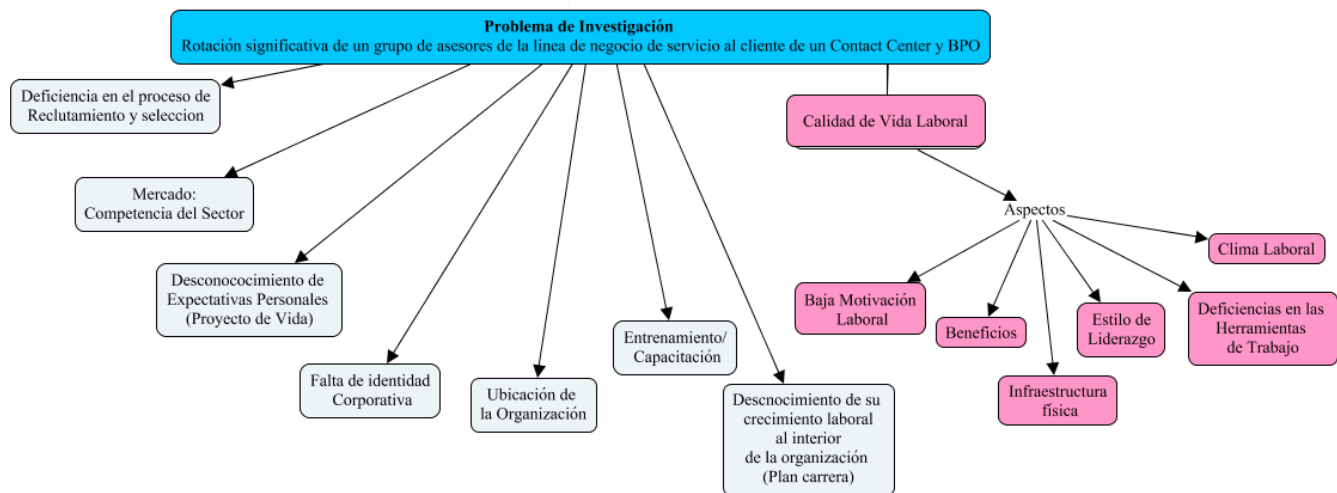 Problema de Investigación
Rotación significativa de un grupo de asesores de la linea de negocio de servicio al cliente de un Contact Center y BPO
Deficiencia en el proceso de
Reclutamiento y seleccion
Calidad de Vida Laboral
Mercado:
Competencia del Sector
Aspectos
Clima Laboral
Desconococimiento de
Expectativas Personales
(Proyecto de Vida)
Baja Motivación
Laboral
Beneficios
Estilo de
Liderazgo
Deficiencias en las
Herramientas
de Trabajo
Entrenamiento/
Capacitación
Falta de identidad
Corporativa
Ubicación de
la Organización
Descnocimiento de su
crecimiento laboral
al interior
de la organización
(Plan carrera)
Infraestructura
física